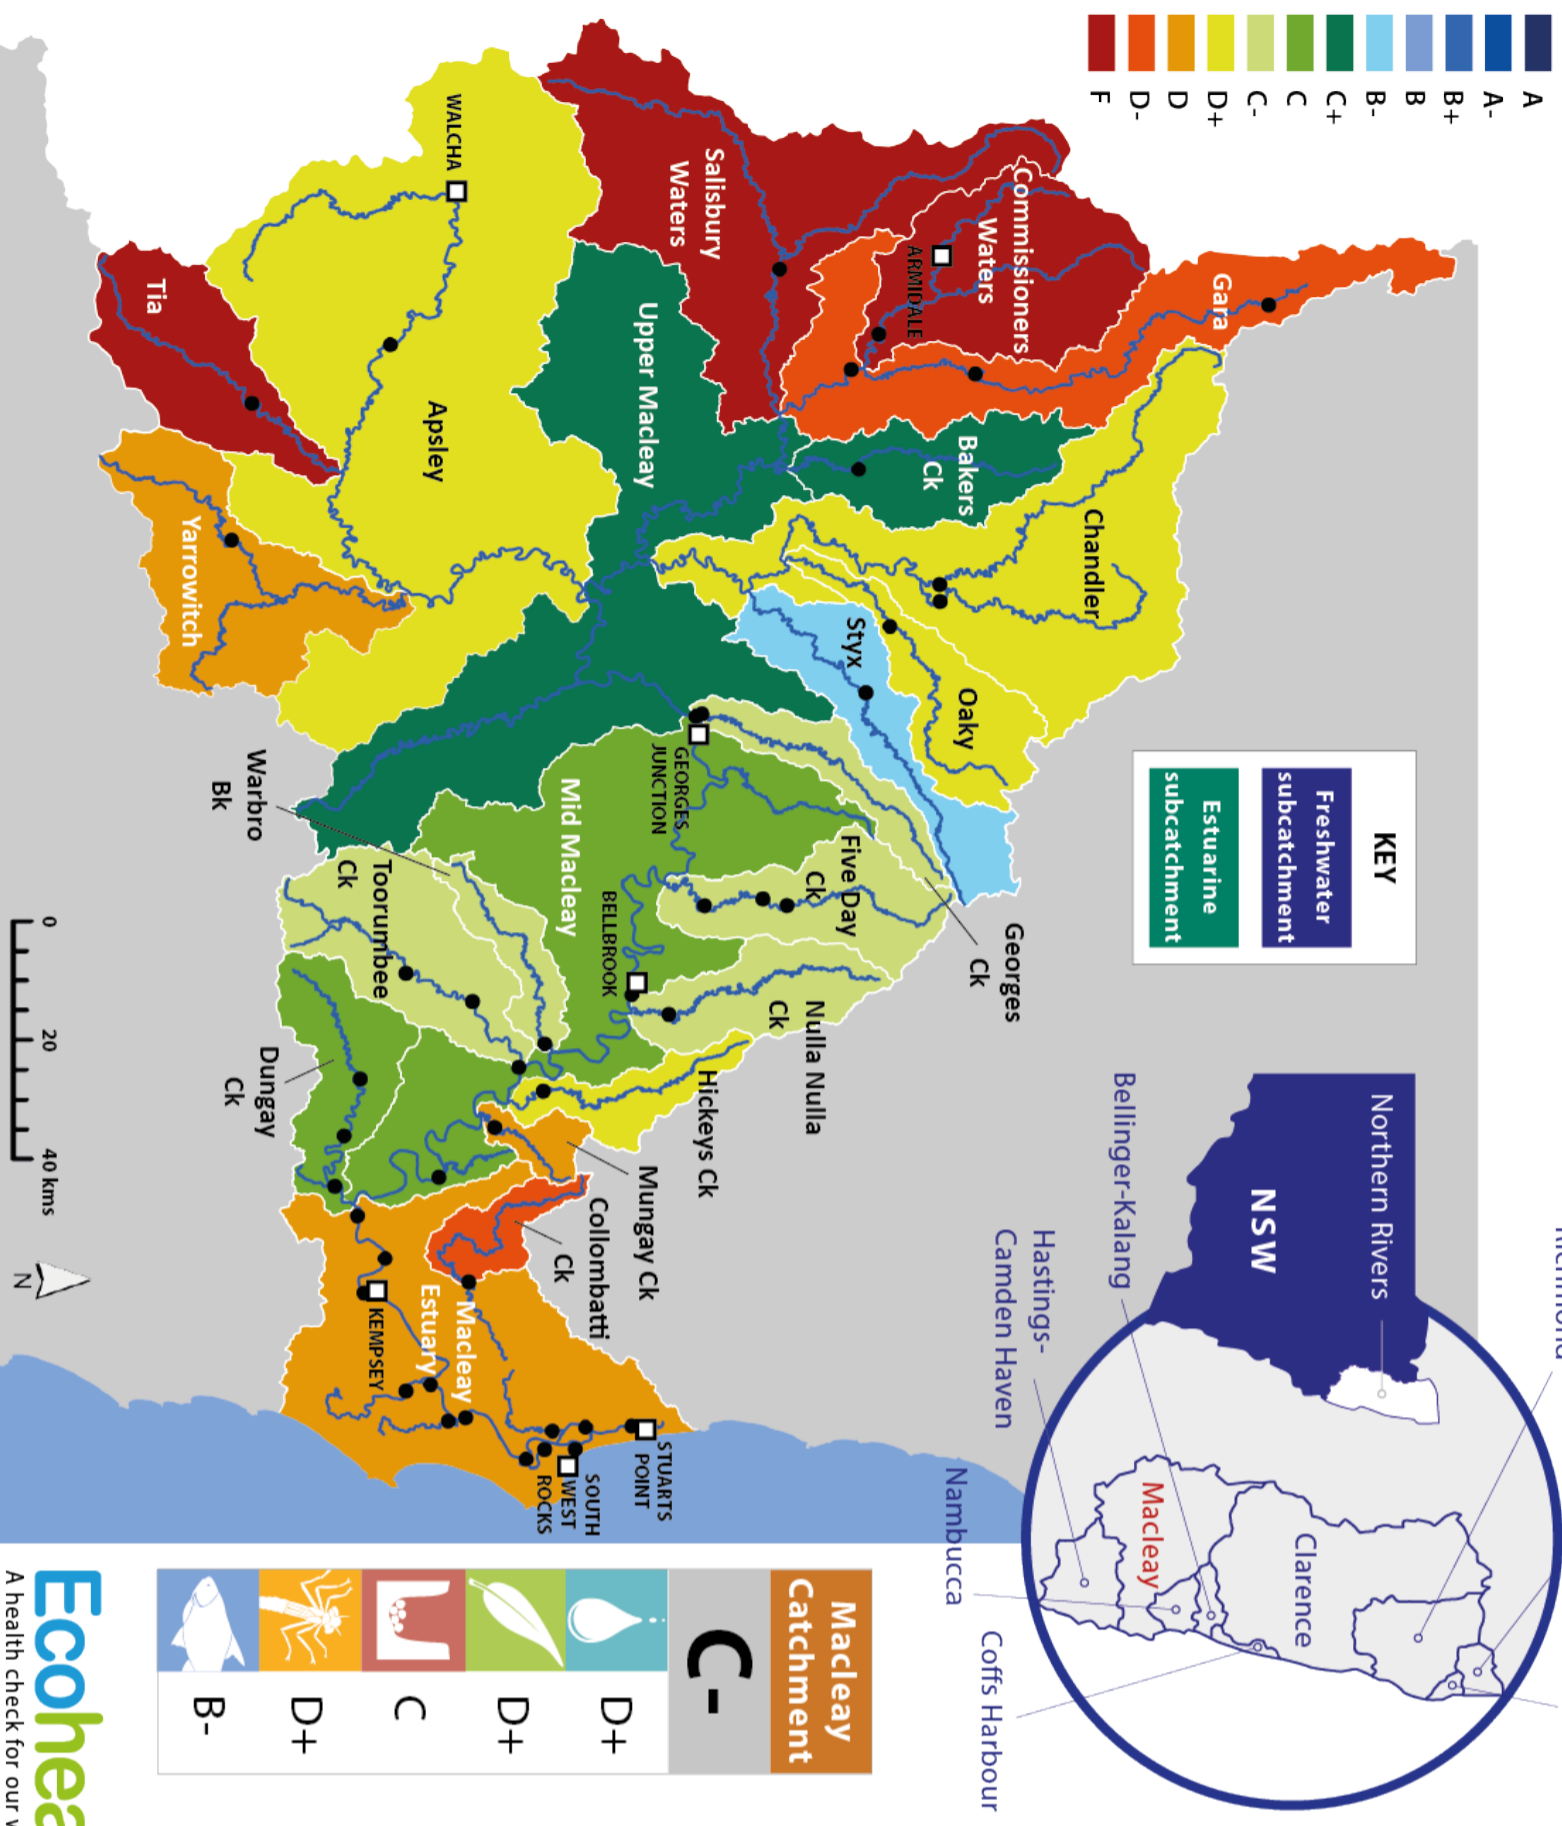 A
A-
B+
B
B-
C+
C
C-
D+
D
D-
F
KEY
Freshwater
subcatchment
Estuarine
subcatchment
Northern Rivers
NSW
Bellinger-Kalang
Hastings-
Camden Haven
Nambucca
Coffs Harbour
Clarence
Macleay
Gara
Commissioners
Waters
ARMIDALE
Salisbury
Waters
Chandler
Bakers
Ck
Oaky
Styx
Upper Macleay
WALCHA
Apsley
Tia
Yarrowitch
Georges
Ck
Five Day
Ck
GEORGES
JUNCTION
Mid Macleay
BELLBROOK
Nulla Nulla
Ck
Warbro
Bk
Toorumbee
Ck
Dungay
Ck
Hickeys Ck
Mungay Ck
Collombatti
Ck
Macleay
Estuary
KEMPSEY
STUARTS
POINT
SOUTH
WEST
ROCKS
0
20
40 kms
N
Macleay
Catchment
C-
D+
D+
C
D+
B-
A health check for our